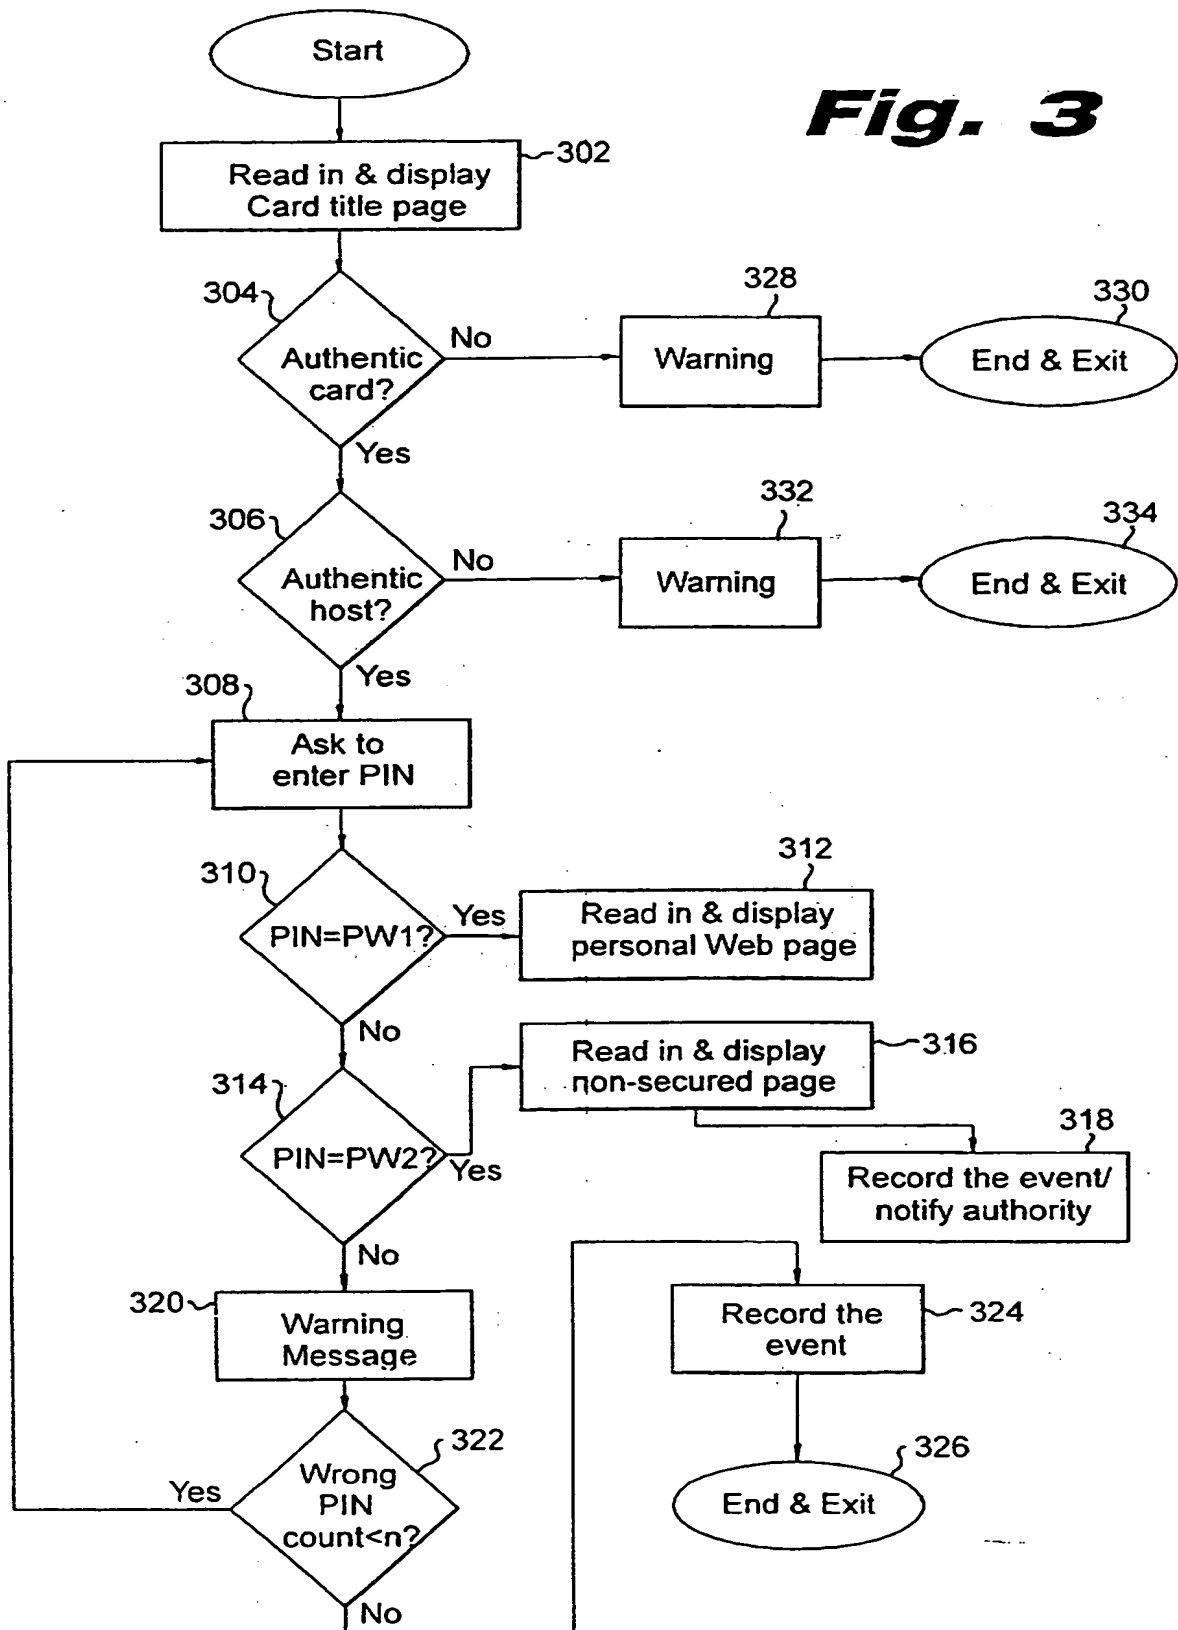 Start
Fig. 3
302
Read in & display
Card title page
304
Authentic
card?
No
328
Warning
330
End & Exit
Yes
306
Authentic
host?
No
332
Warning
334
End & Exit
Yes
308
Ask to
enter PIN
310
PIN=PW1?
Yes
312
Read in & display
personal Web page
No
314
PIN=PW2?
Yes
Read in & display
non-secured page
316
318
Record the event/
notify authority
No
320
Warning
Message
Record the
event
324
322
Wrong
PIN
count<n?
Yes
326
End & Exit
No